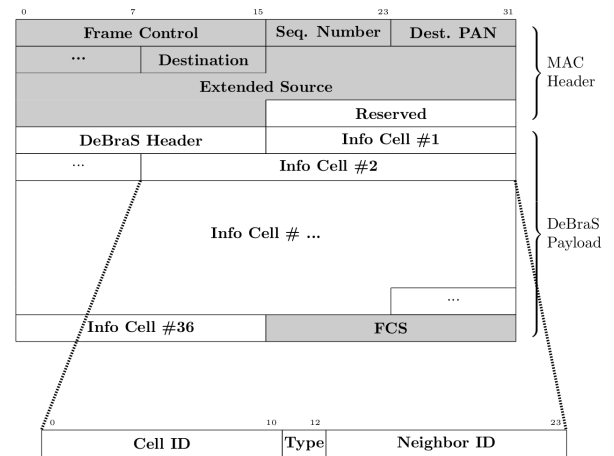 0 7 15 23 31
Frame Control Seq. Number Dest. PAN
... Destination
Extended Source
Reserved
MAC
Header
DeBraS Header Info Cell #1
... Info Cell #2
Info Cell # ...
DeBraS
Payload
...
Info Cell #36 FCS
0 10 12 23
Cell ID Type Neighbor ID